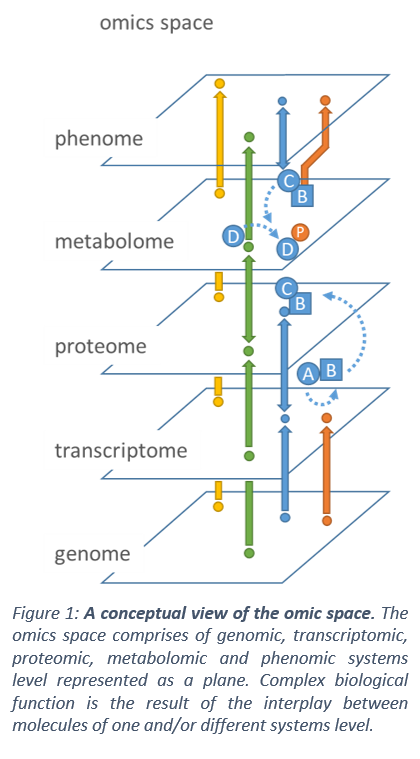 omics space
phenome
C
B
metabolome
D
P
D
C
B
proteome
A
B
transcriptome
genome
Figure 1: A conceptual view of the omic space. The
omics space comprises of genomic, transcriptomic,
proteomic, metabolomic and phenomic systems
level represented as a plane. Complex biological
function is the result of the interplay between
molecules of one and/or different systems level.